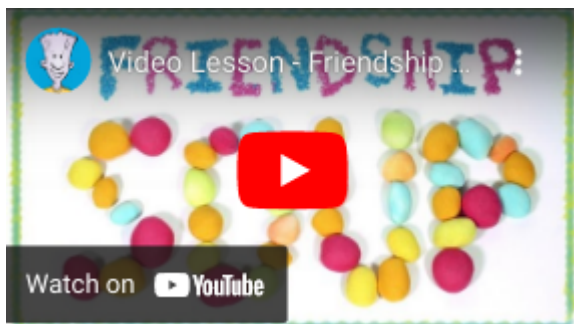 FRIENDSHIP
Video Lesson - Friendship ...
SOUP
Watch on YouTube